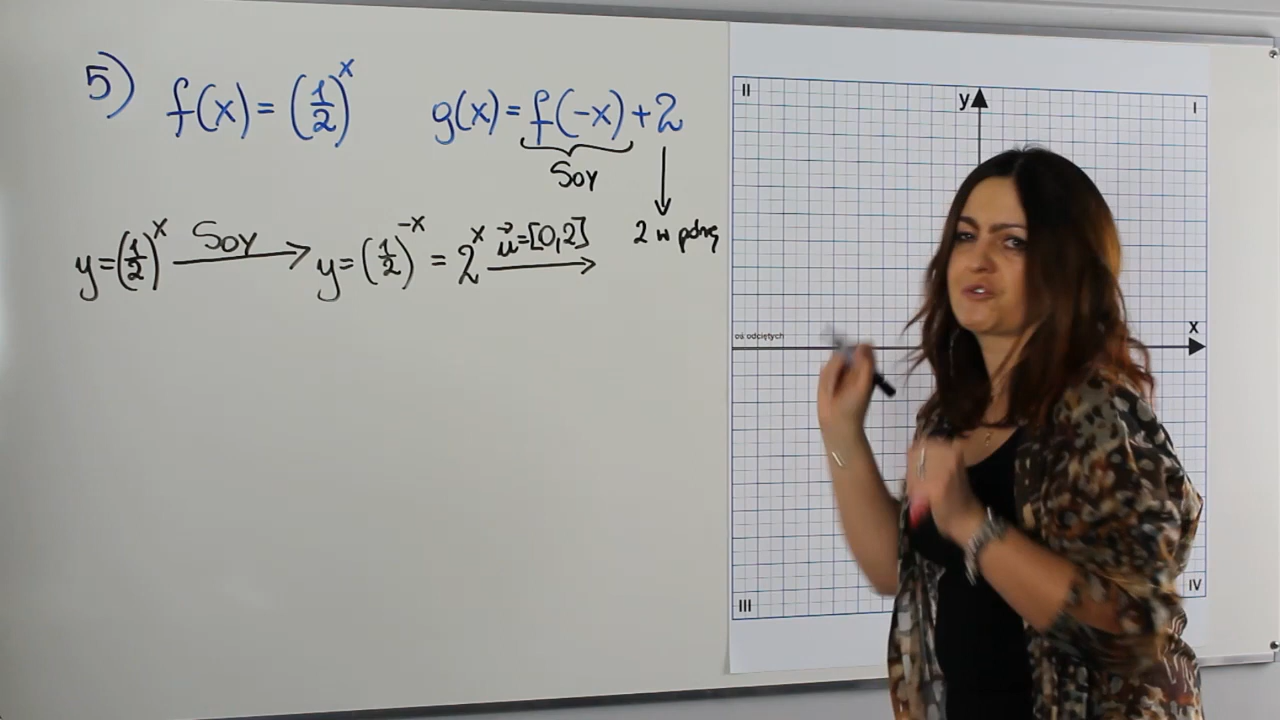 5) f(x) = (1/2)^x g(x) = f(-x) + 2
SOY
2 w górę
y = (1/2)^x SOY → y = (1/2)^-x = 2^x u⃗ = [0,2] →
II
y
I
oś odciętych
x
III
IV